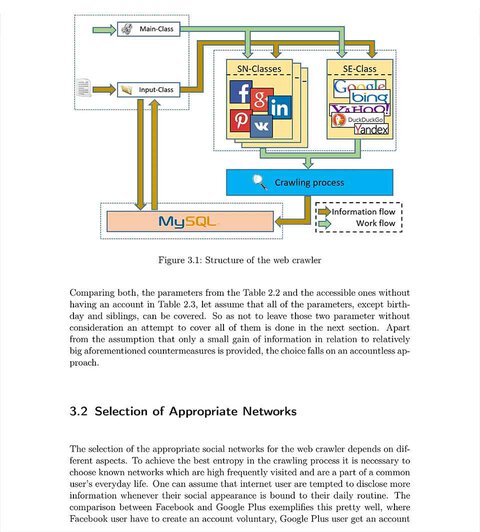 Main-Class
Input-Class
SN-Classes
SE-Class
Google
bing
YAHOO!
DuckDuckGo
Yandex
Crawling process
MySQL
Information flow
Work flow
Figure 3.1: Structure of the web crawler
Comparing both, the parameters from the Table 2.2 and the accessible ones without
having an account in Table 2.3, let assume that all of the parameters, except birth-
day and siblings, can be covered. So as not to leave those two parameter without
consideration an attempt to cover all of them is done in the next section. Apart
from the assumption that only a small gain of information in relation to relatively
big aforementioned countermeasures is provided, the choice falls on an accountless ap-
proach.
3.2 Selection of Appropriate Networks
The selection of the appropriate social networks for the web crawler depends on dif-
ferent aspects. To achieve the best entropy in the crawling process it is necessary to
choose known networks which are high frequently visited and are a part of a common
user's everyday life. One can assume that internet user are tempted to disclose more
information whenever their social appearance is bound to their daily routine. The
comparison between Facebook and Google Plus exemplifies this pretty well, where
Facebook user have to create an account voluntary, Google Plus user get an account